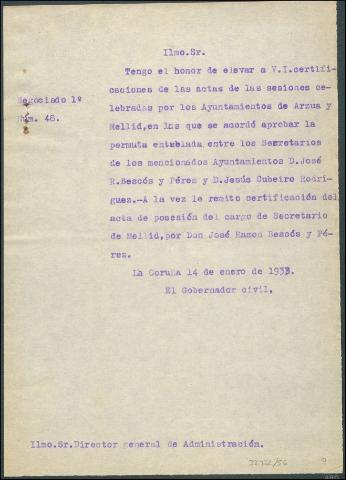 Ilmo.Sr.
Tengo el honor de elevar a V.I.certifi-
caciones de las actas de las sesiones ce-
lebradas por los Ayuntamientos de Arzua y
Mellid,en las que se acordó aprobar la
permuta entablada entre los Secretarios
de los mencionados Ayuntamientos D.José
R.Bescós y Pérez y D.Jesús Cubeiro Rodri-
guez.-A la vez le remito certificación del
acta de posesión del cargo de Secretario
de Mellid,por Don José Ramon Bescós y Pé-
rez.
La Coruña 14 de enero de 1933.
El Gobernador civil,
Negociado 1º
Núm. 48.
Ilmo.Sr.Director general de Administración.